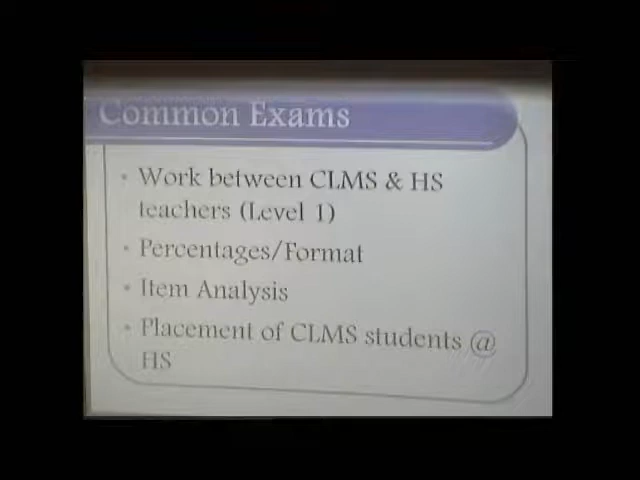 Common Exams
• Work between CLMS & HS
teachers (Level 1)
• Percentages/Format
• Item Analysis
• Placement of CLMS students @
HS